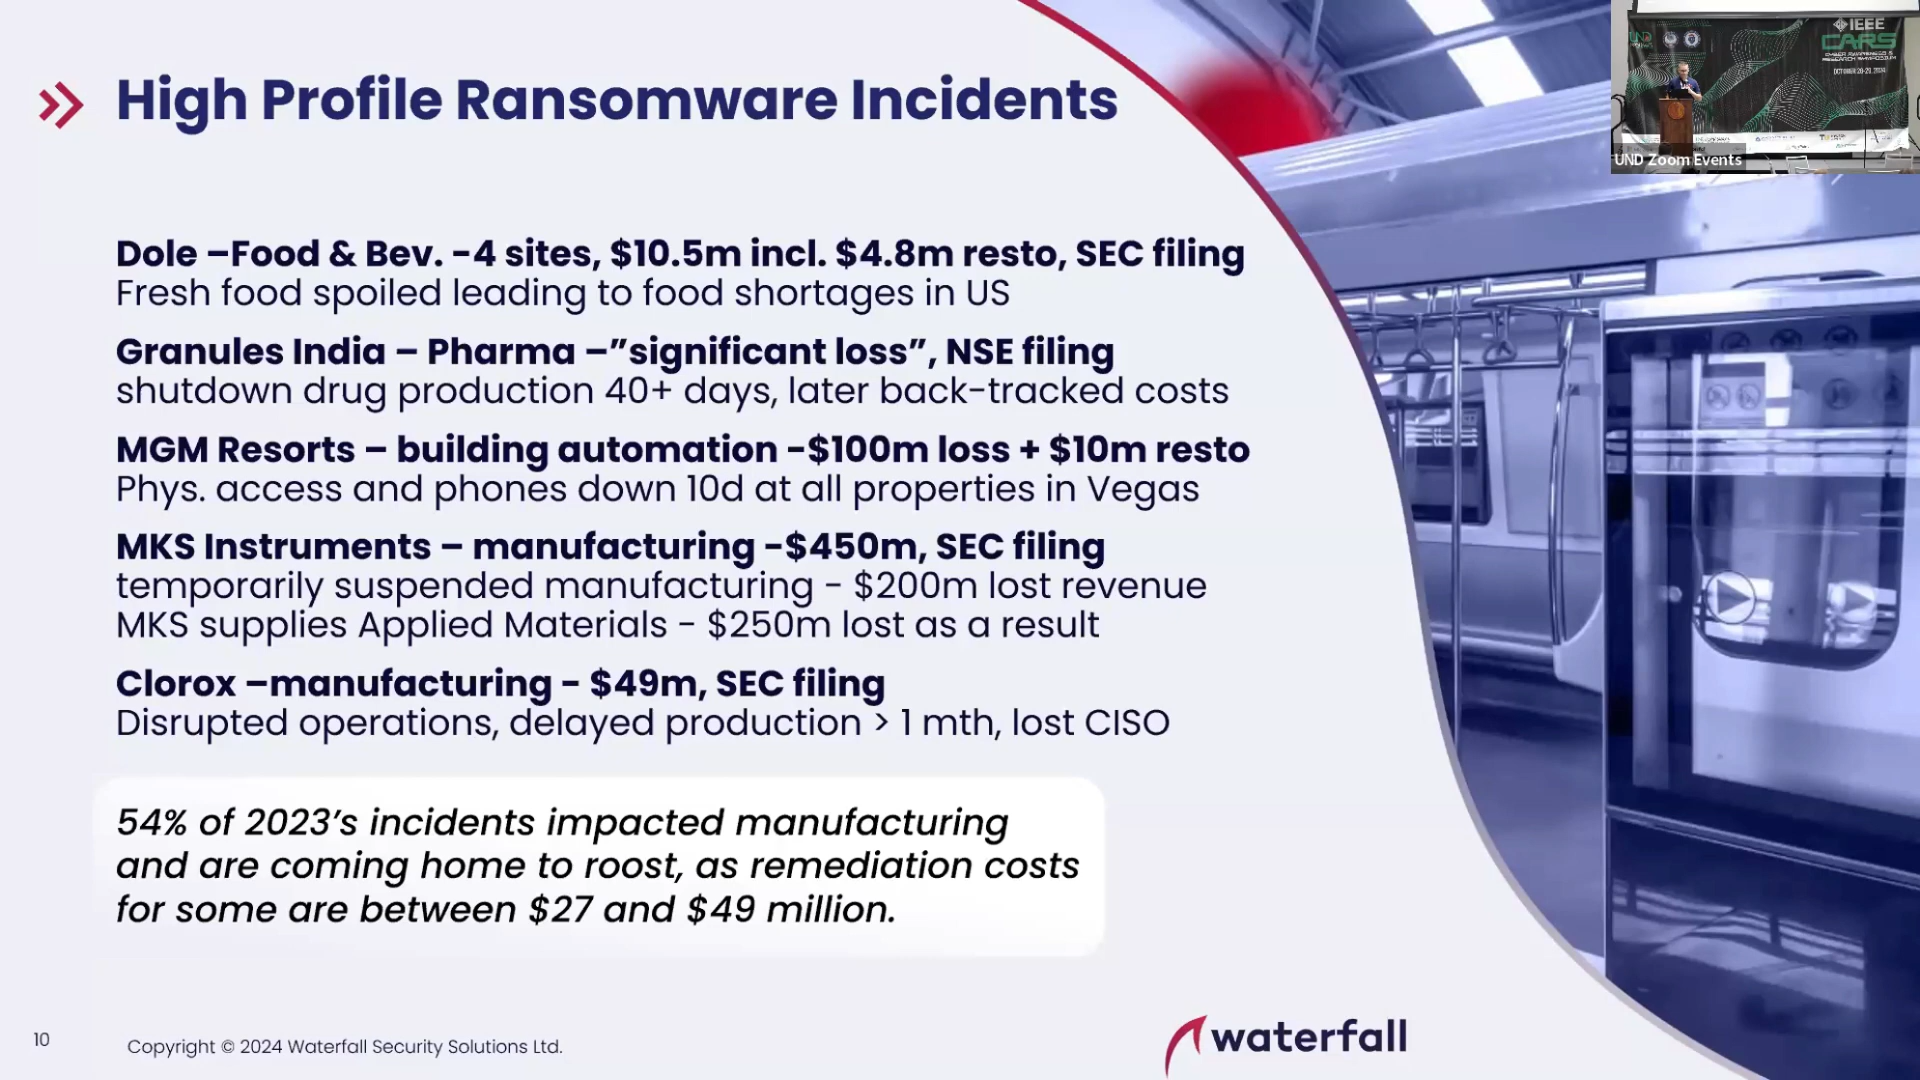 High Profile Ransomware Incidents
Dole –Food & Bev. -4 sites, $10.5m incl. $4.8m resto, SEC filing
Fresh food spoiled leading to food shortages in US
Granules India – Pharma –”significant loss”, NSE filing
shutdown drug production 40+ days, later back-tracked costs
MGM Resorts – building automation -$100m loss + $10m resto
Phys. access and phones down 10d at all properties in Vegas
MKS Instruments – manufacturing -$450m, SEC filing
temporarily suspended manufacturing - $200m lost revenue
MKS supplies Applied Materials - $250m lost as a result
Clorox –manufacturing - $49m, SEC filing
Disrupted operations, delayed production > 1 mth, lost CISO
54% of 2023’s incidents impacted manufacturing
and are coming home to roost, as remediation costs
for some are between $27 and $49 million.
10
Copyright © 2024 Waterfall Security Solutions Ltd.
waterfall
IEEE
CARS
UND Zoom Events